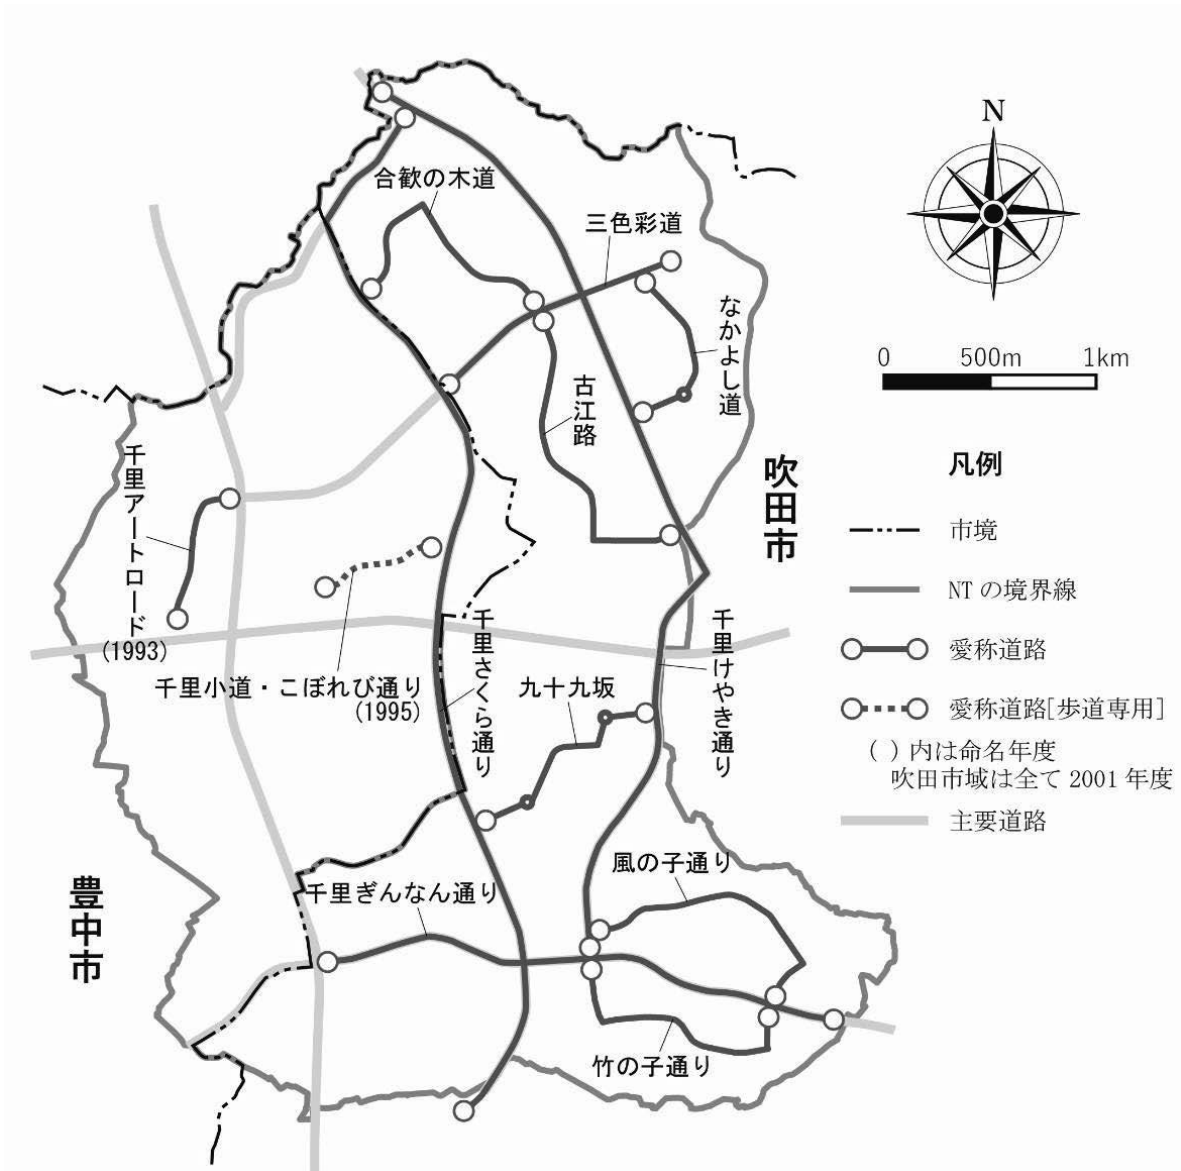 N
合歓の木道
三色彩道
なかよし道
0 500m 1km
古江路
千里アートロード
(1993)
吹田市
凡例
市境
NTの境界線
愛称道路
愛称道路[歩道専用]
( )内は命名年度
吹田市域は全て2001年度
主要道路
千里小道・こぼれび通り
(1995)
千里さくら通り
九十九坂
千里けやき通り
風の子通り
千里ぎんなん通り
豊中市
竹の子通り